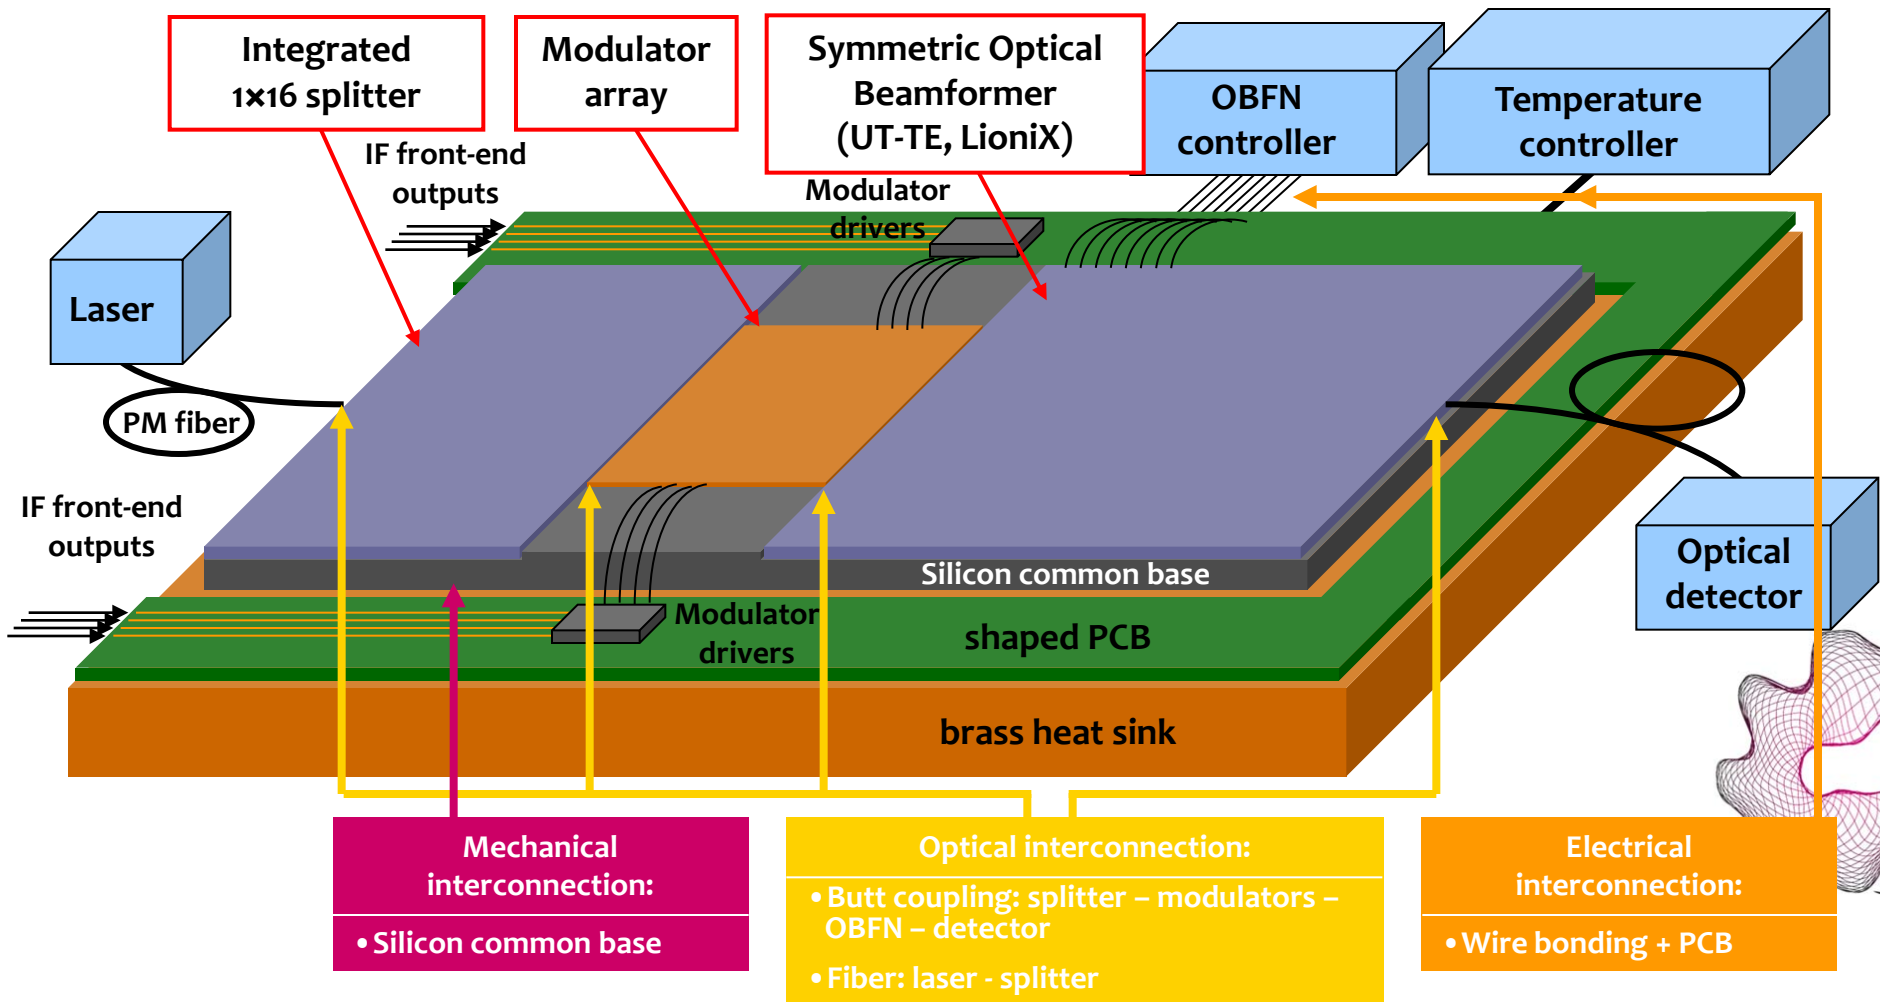 Integrated
1×16 splitter
Modulator
array
Symmetric Optical
Beamformer
(UT-TE, LioniX)
OBFN
controller
Temperature
controller
IF front-end
outputs
Modulator
drivers
Laser
PM fiber
IF front-end
outputs
Silicon common base
Optical
detector
Modulator
drivers
shaped PCB
brass heat sink
Mechanical
interconnection:
•Silicon common base
Optical interconnection:
•Butt coupling: splitter – modulators –
OBFN – detector
•Fiber: laser - splitter
Electrical
interconnection:
•Wire bonding + PCB